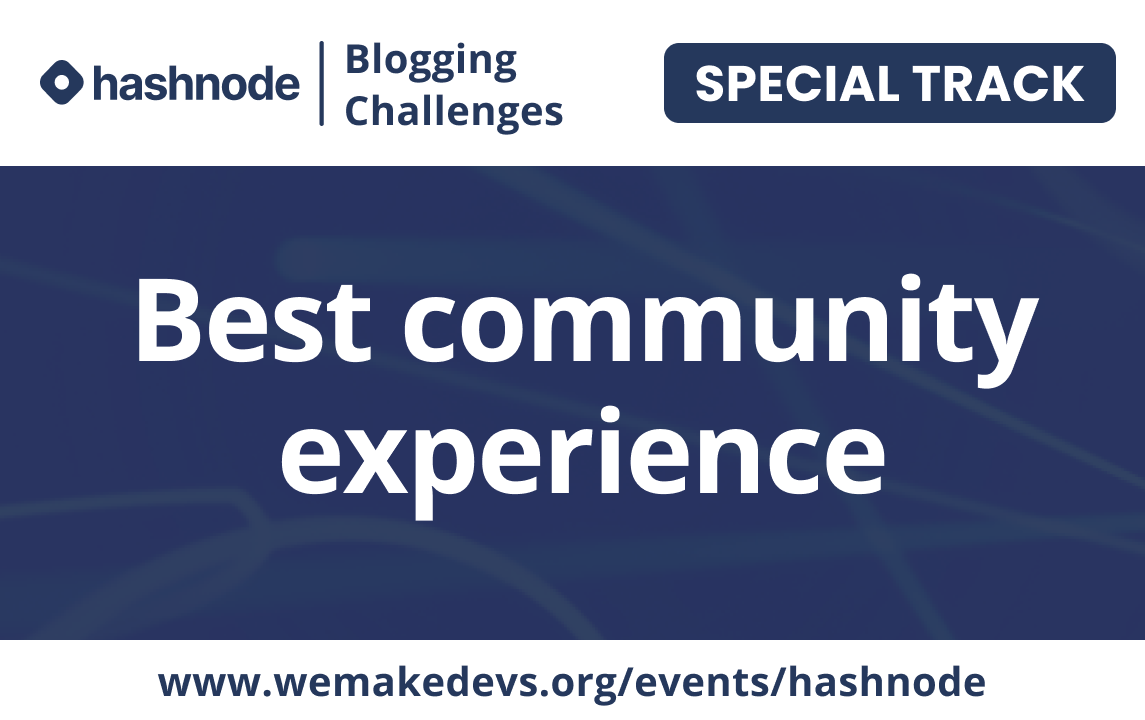 hashnode
Blogging
Challenges
SPECIAL TRACK
Best community
experience
www.wemakedevs.org/events/hashnode